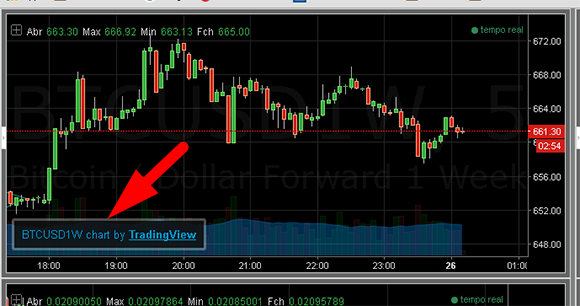 Abr 663.30 Max 666.92 Min 663.13 Fch 665.00
tempo real
672.00
668.00
664.00
661.30
02:54
660.00
656.00
652.00
648.00
Bitcoin / Dollar Forward 1 Week
BTCUSD1W chart by TradingView
18:00 19:00 20:00 21:00 22:00 23:00 26 01:00
Abr 0.02090050 Max 0.02097864 Min 0.02085001 Fch 0.02095789
tempo real